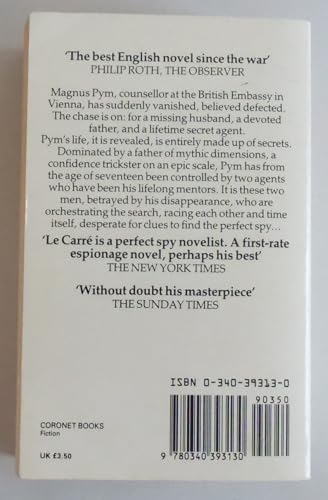 ‘The best English novel since the war’
PHILIP ROTH, THE OBSERVER
Magnus Pym, counsellor at the British Embassy in
Vienna, has suddenly vanished, believed defected.
The chase is on: for a missing husband, a devoted
father, and a lifetime secret agent.
Pym's life, it is revealed, is entirely made up of secrets.
Dominated by a father of mythic dimensions, a
confidence trickster on an epic scale, Pym has from
the age of seventeen been controlled by two agents
who have been his lifelong mentors. It is these two
men, betrayed by his disappearance, who are
orchestrating the search, racing each other and time
itself, desperate for clues to find the perfect spy…
‘Le Carré is a perfect spy novelist. A first-rate
espionage novel, perhaps his best’
THE NEW YORK TIMES
‘Without doubt his masterpiece’
THE SUNDAY TIMES
ISBN 0-340-39313-0
90350
9 780340 393130
CORONET BOOKS
Fiction
UK £3.50